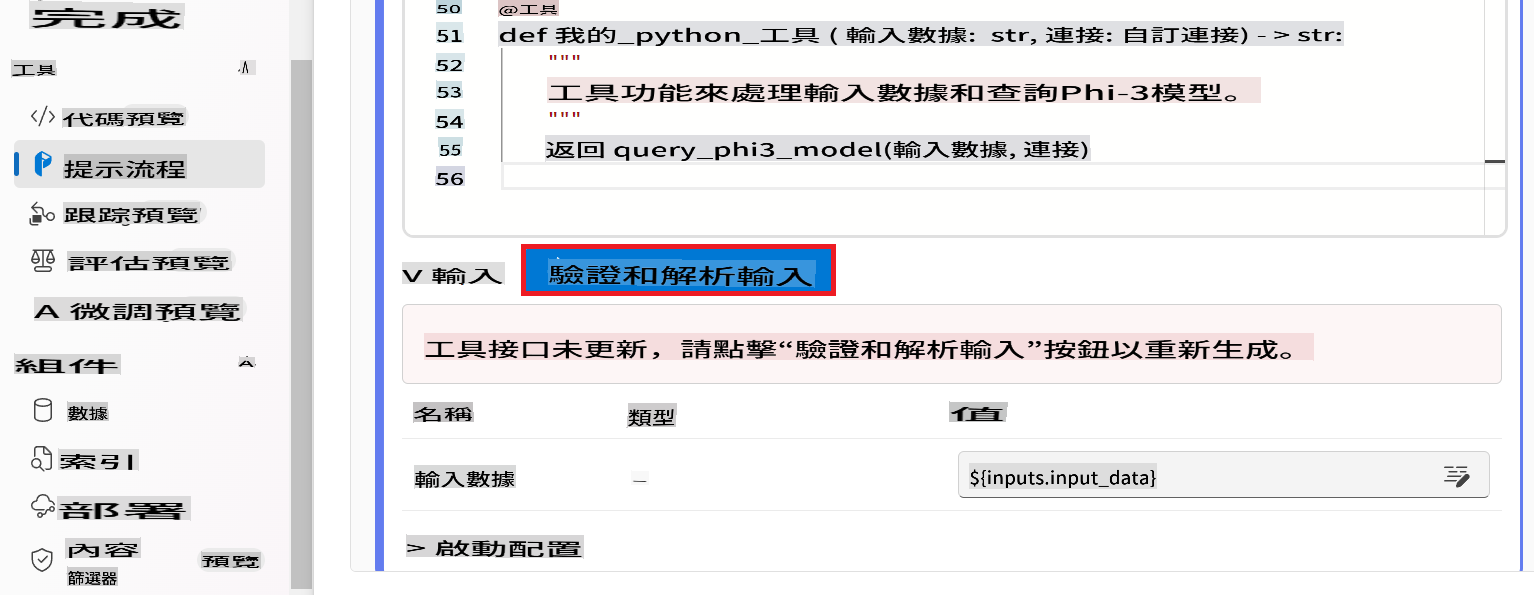 完成
工具
代碼預覽
提示流程
跟踪預覽
評估預覽
A 微調預覽
組件
數據
索引
部署
內容
篩選器
預覽
50 @工具
51 def 我的_python_工具 ( 輸入數據: str, 連接: 自訂連接) - > str:
52 """
53 工具功能來處理輸入數據和查詢Phi-3模型。
54 """
55 返回 query_phi3_model(輸入數據, 連接)
56
V 輸入
驗證和解析輸入
工具接口未更新，請點擊“驗證和解析輸入”按鈕以重新生成。
名稱 類型 值
輸入數據 – ${inputs.input_data}
> 啟動配置